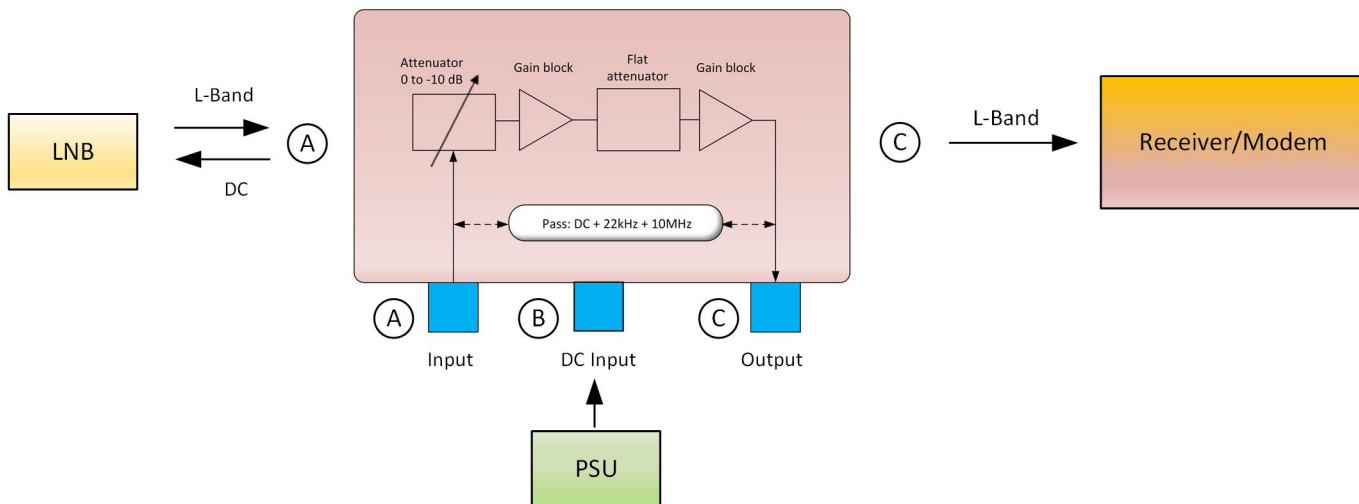 Attenuator
0 to -10 dB
Gain block
Flat
attenuator
Gain block
L-Band
LNB
A
DC
C
L-Band
Receiver/Modem
Pass: DC + 22kHz + 10MHz
A
B
C
Input
DC Input
Output
PSU